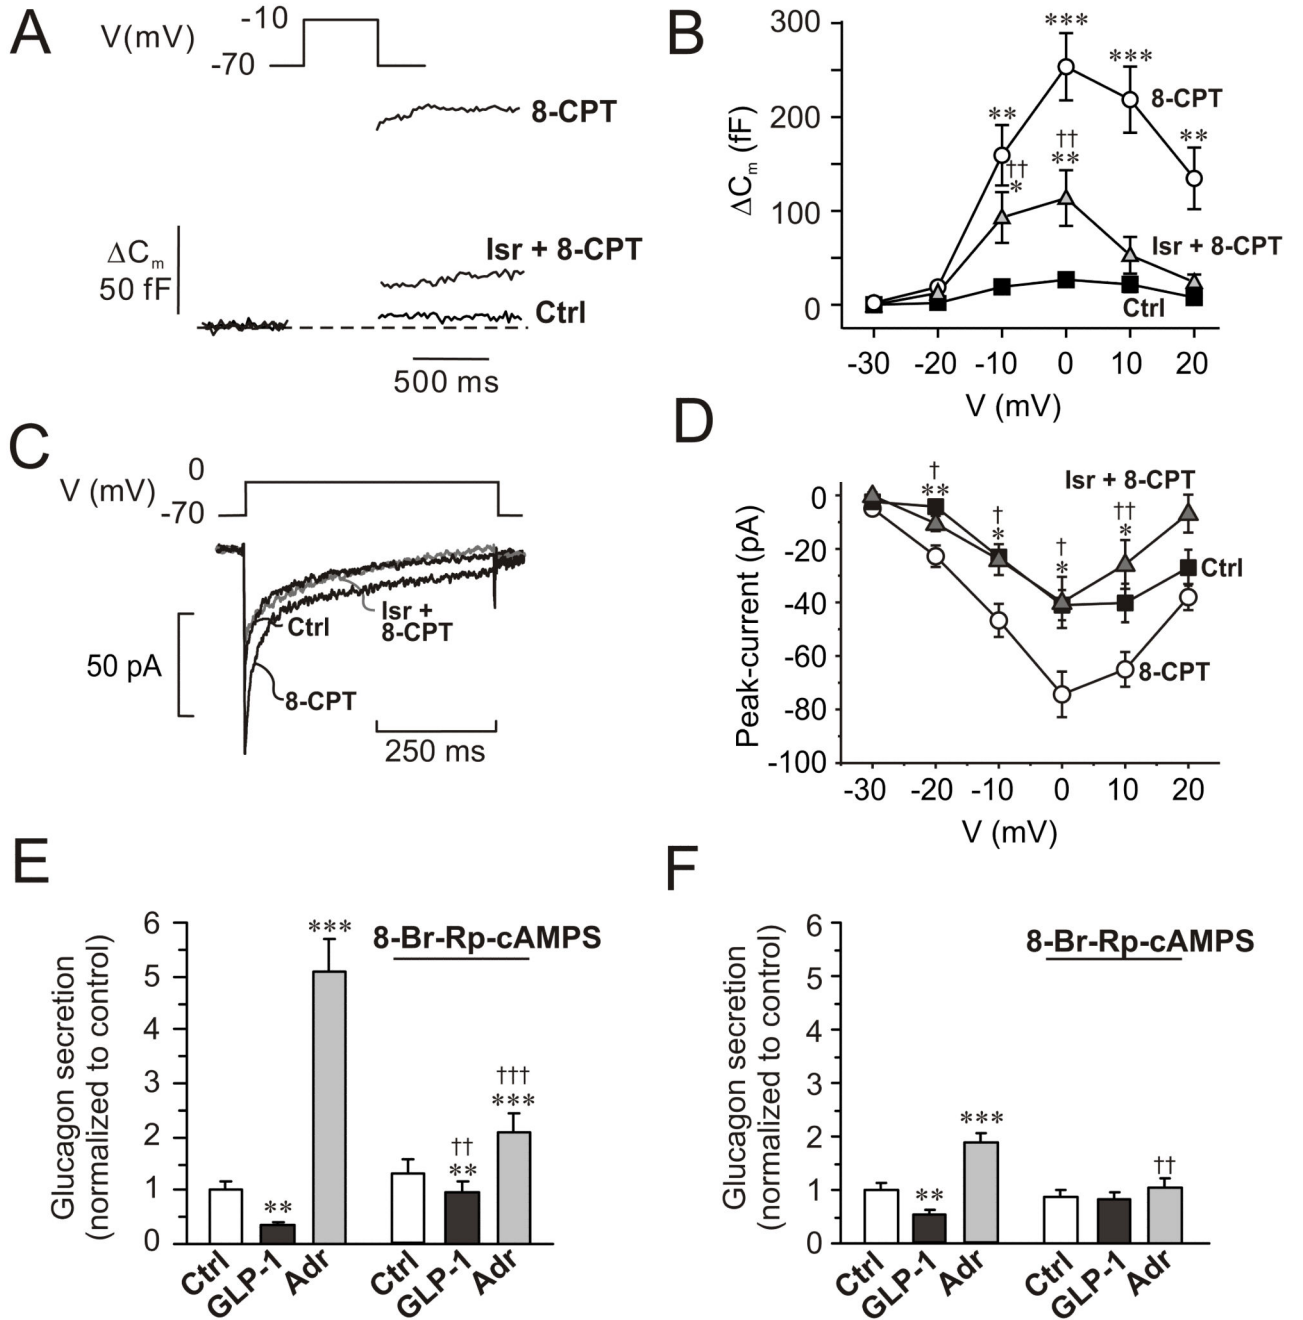 A
V(mV)
-10
-70
8-CPT
Isr + 8-CPT
ΔCm
50 fF
Ctrl
500 ms
B
ΔCm (fF)
300
200
100
0
***
***
8-CPT
**
**
††
**
††
*
Isr + 8-CPT
Ctrl
-30 -20 -10 0 10 20
V (mV)
C
V (mV)
0
-70
Ctrl
Isr +
8-CPT
50 pA
8-CPT
250 ms
D
Peak-current (pA)
0
-20
-40
-60
-80
-100
†
**
†
*
†
*
††
*
Isr + 8-CPT
Ctrl
8-CPT
-30 -20 -10 0 10 20
V (mV)
E
Glucagon secretion
(normalized to control)
6
5
4
3
2
1
0
***
8-Br-Rp-cAMPS
**
††
**
†††
***
Ctrl GLP-1 Adr Ctrl GLP-1 Adr
F
Glucagon secretion
(normalized to control)
6
5
4
3
2
1
0
8-Br-Rp-cAMPS
**
***
††
Ctrl GLP-1 Adr Ctrl GLP-1 Adr